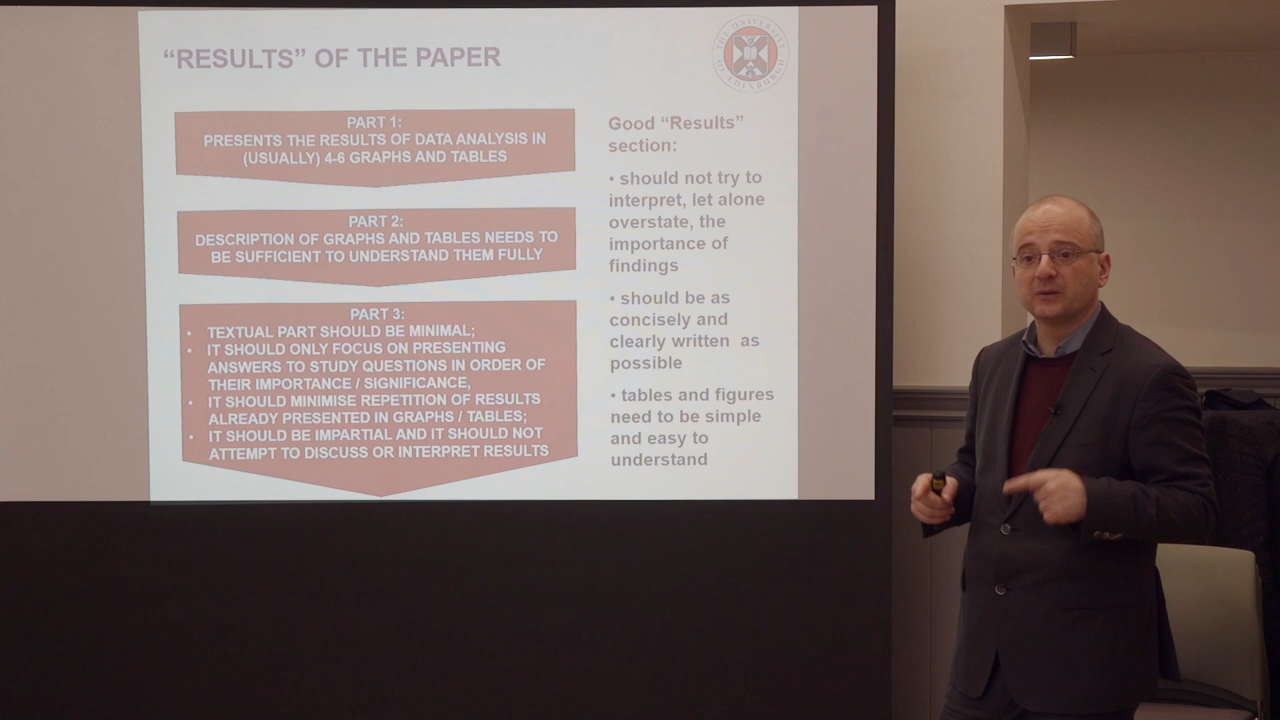 “RESULTS” OF THE PAPER
THE UNIVERSITY OF EDINBURGH
PART 1:
PRESENTS THE RESULTS OF DATA ANALYSIS IN
(USUALLY) 4-6 GRAPHS AND TABLES
PART 2:
DESCRIPTION OF GRAPHS AND TABLES NEEDS TO
BE SUFFICIENT TO UNDERSTAND THEM FULLY
PART 3:
• TEXTUAL PART SHOULD BE MINIMAL;
• IT SHOULD ONLY FOCUS ON PRESENTING
ANSWERS TO STUDY QUESTIONS IN ORDER OF
THEIR IMPORTANCE / SIGNIFICANCE,
• IT SHOULD MINIMISE REPETITION OF RESULTS
ALREADY PRESENTED IN GRAPHS / TABLES;
• IT SHOULD BE IMPARTIAL AND IT SHOULD NOT
ATTEMPT TO DISCUSS OR INTERPRET RESULTS
Good “Results”
section:
• should not try to
interpret, let alone
overstate, the
importance of
findings
• should be as
concisely and
clearly written as
possible
• tables and figures
need to be simple
and easy to
understand